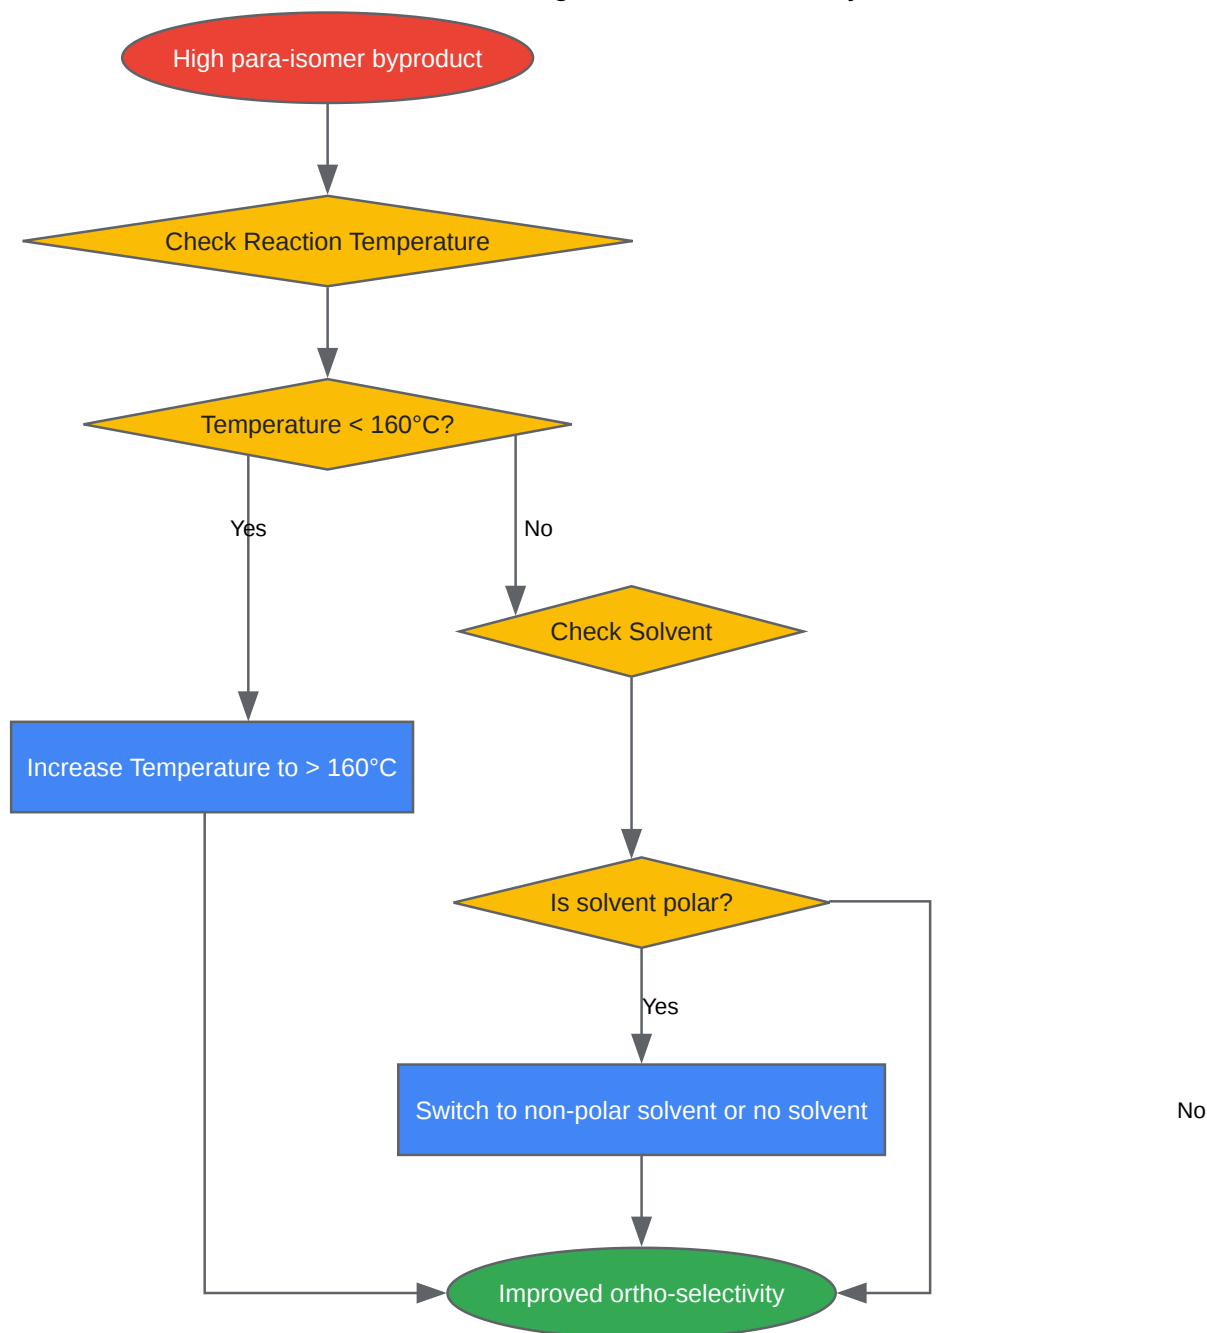 High para-isomer byproduct
Check Reaction Temperature
Temperature < 160°C?
Yes
No
Check Solvent
Increase Temperature to > 160°C
Is solvent polar?
Yes
Switch to non-polar solvent or no solvent
No
Improved ortho-selectivity